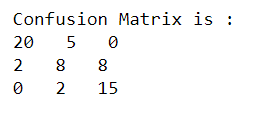 Confusion Matrix is :
20   5   0
2   8   8
0   2   15